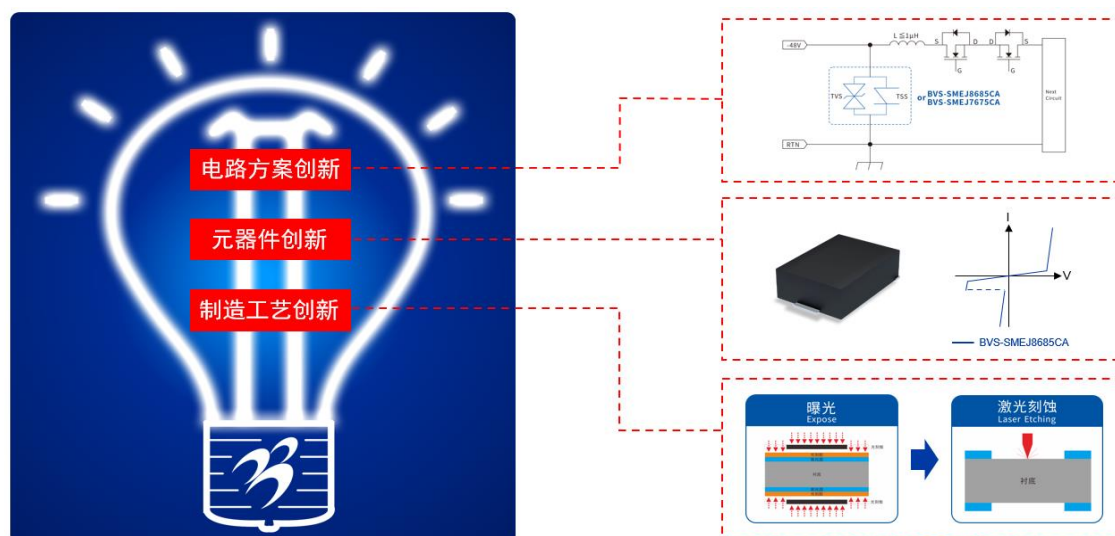 电路方案创新
元器件创新
制造工艺创新
-48V
L≦1μH
S
D
D
S
G
G
TVS
TSS
or BVS-SMEJ8685CA
BVS-SMEJ7675CA
Next
Circuit
RTN
I
V
BVS-SMEJ8685CA
曝光
Expose
激光刻蚀
Laser Etching
衬底